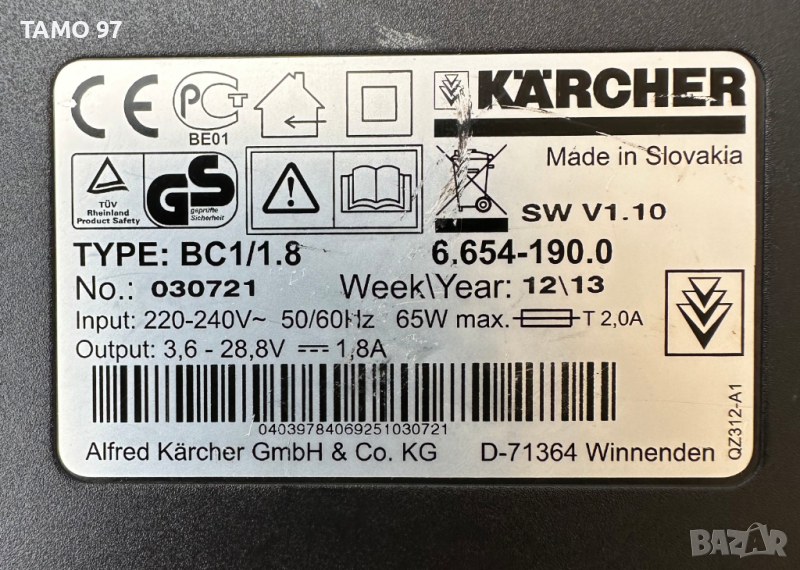 TAMO 97
CE
PCT
BE01
KÄRCHER
Made in Slovakia
TÜV
Rheinland
Product Safety
GS
geprüfte
Sicherheit
SW V1.10
TYPE: BC1/1.8 6.654-190.0
No.: 030721 Week\Year: 12\13
Input: 220-240V~ 50/60Hz 65W max. T 2,0A
Output: 3,6 - 28,8V 1,8A
04039784069251030721
QZ312-A1
Alfred Kärcher GmbH & Co. KG D-71364 Winnenden
BAZAR